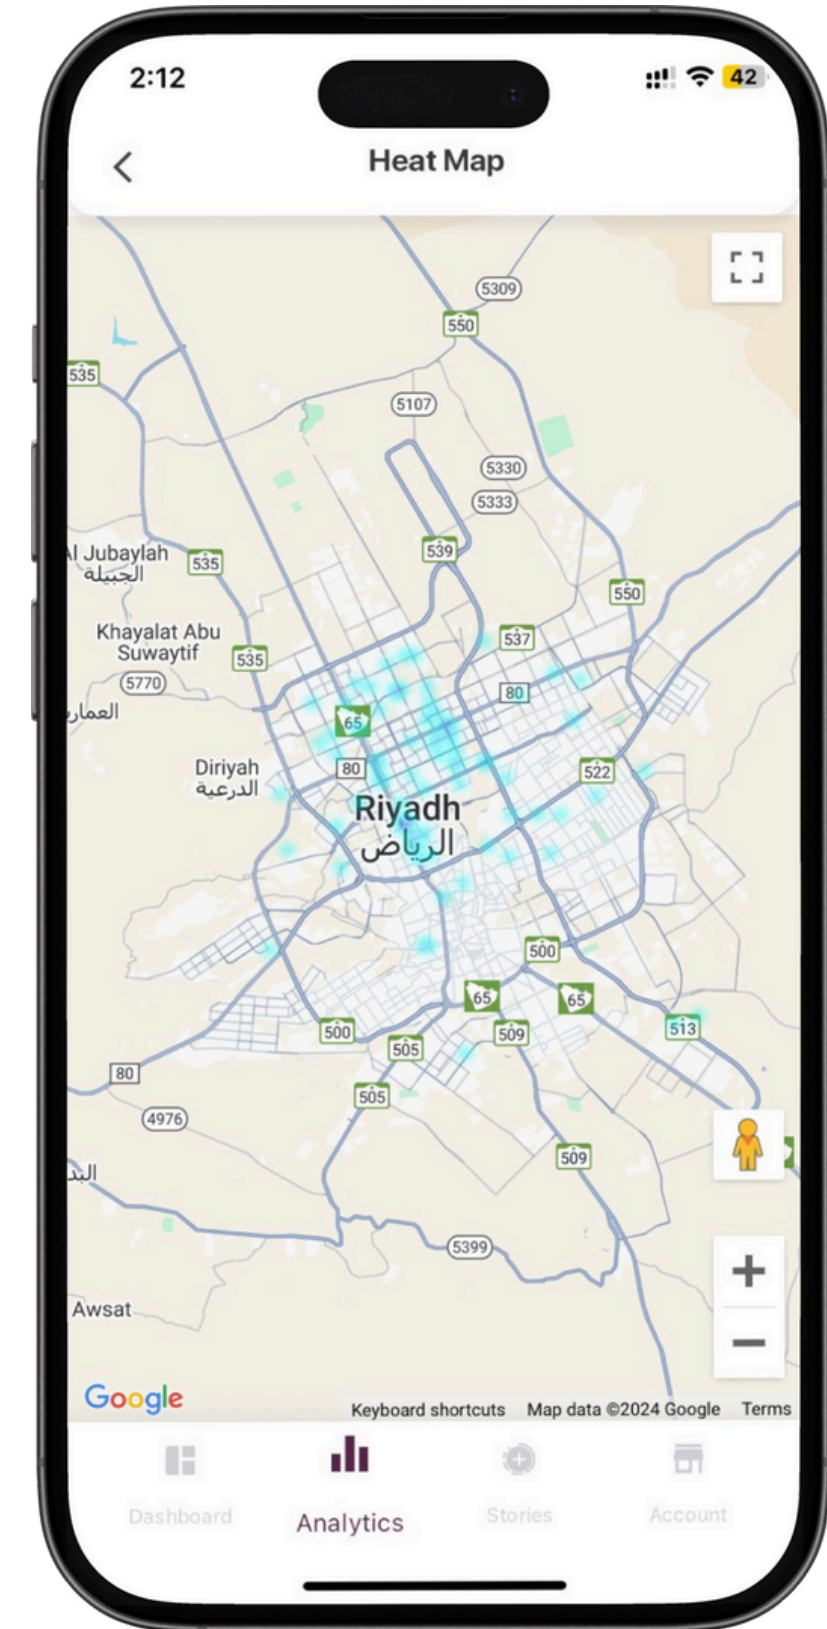 2:12
42
Heat Map
5309
550
535
5107
5330
5333
539
Al Jubaylah
الجبيلة
535
550
Khayalat Abu
Suwaytif
535
537
5770
80
65
Diriyah
الدرعية
80
522
Riyadh
الرياض
500
65
65
500
505
509
513
80
505
4976
509
5399
Awsat
Google
Keyboard shortcuts
Map data ©2024 Google
Terms
Dashboard
Analytics
Stories
Account